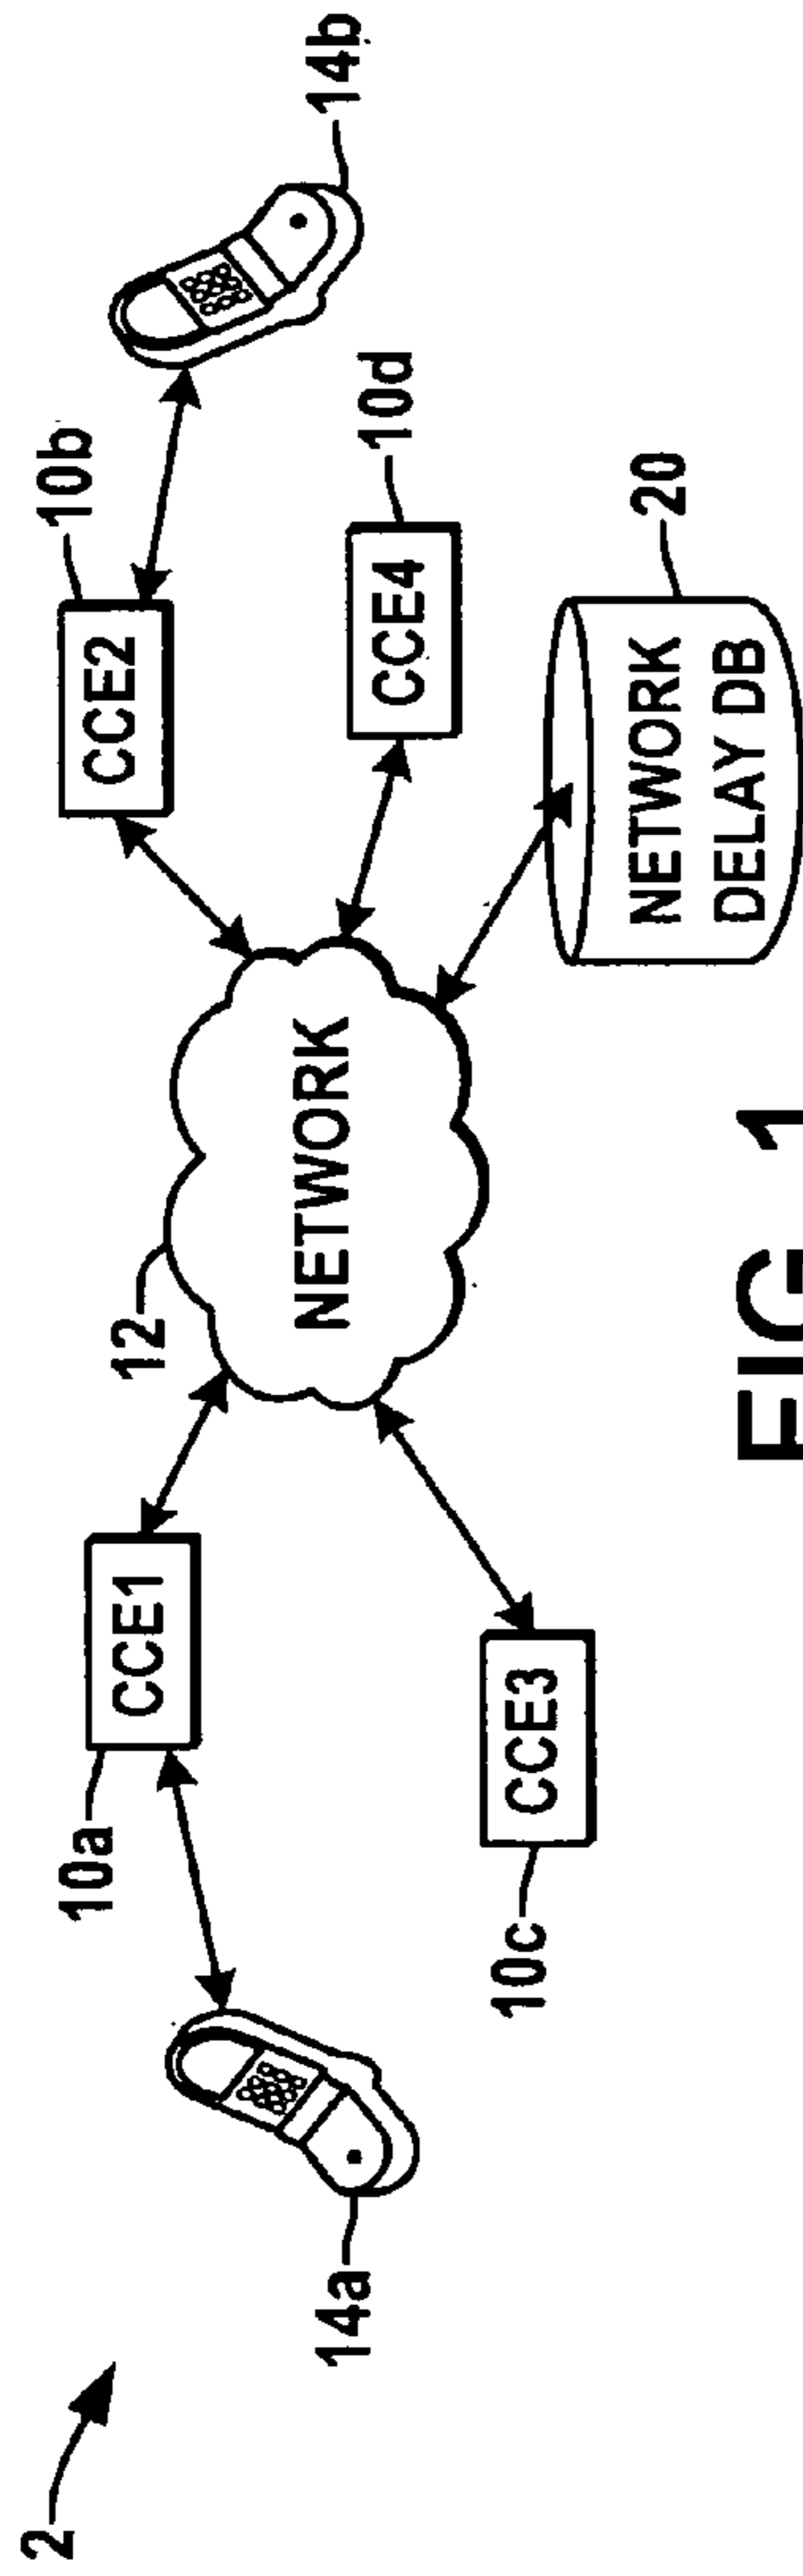 2
14a
10a
CCE1
10c
CCE3
12
NETWORK
10b
CCE2
14b
10d
CCE4
20
NETWORK
DELAY DB
FIG. 1